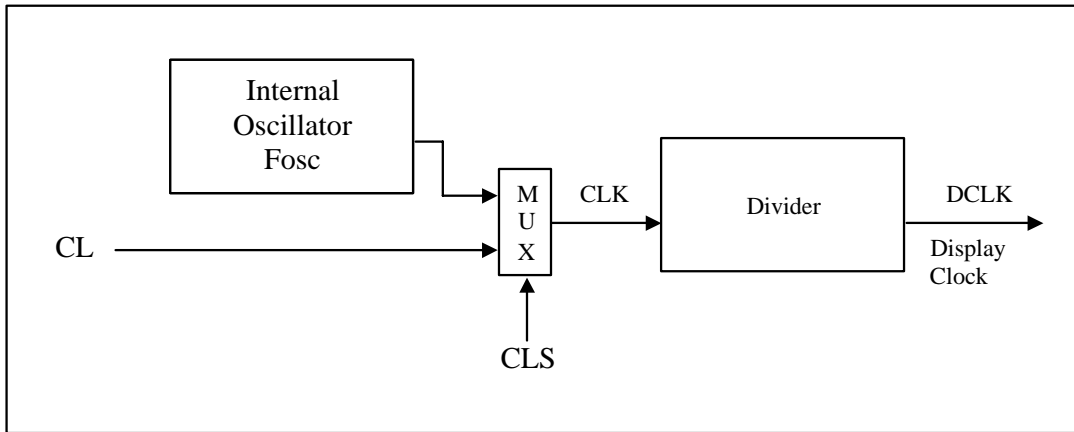 Internal
Oscillator
Fosc
CL
M
U
X
CLS
CLK
Divider
DCLK
Display
Clock